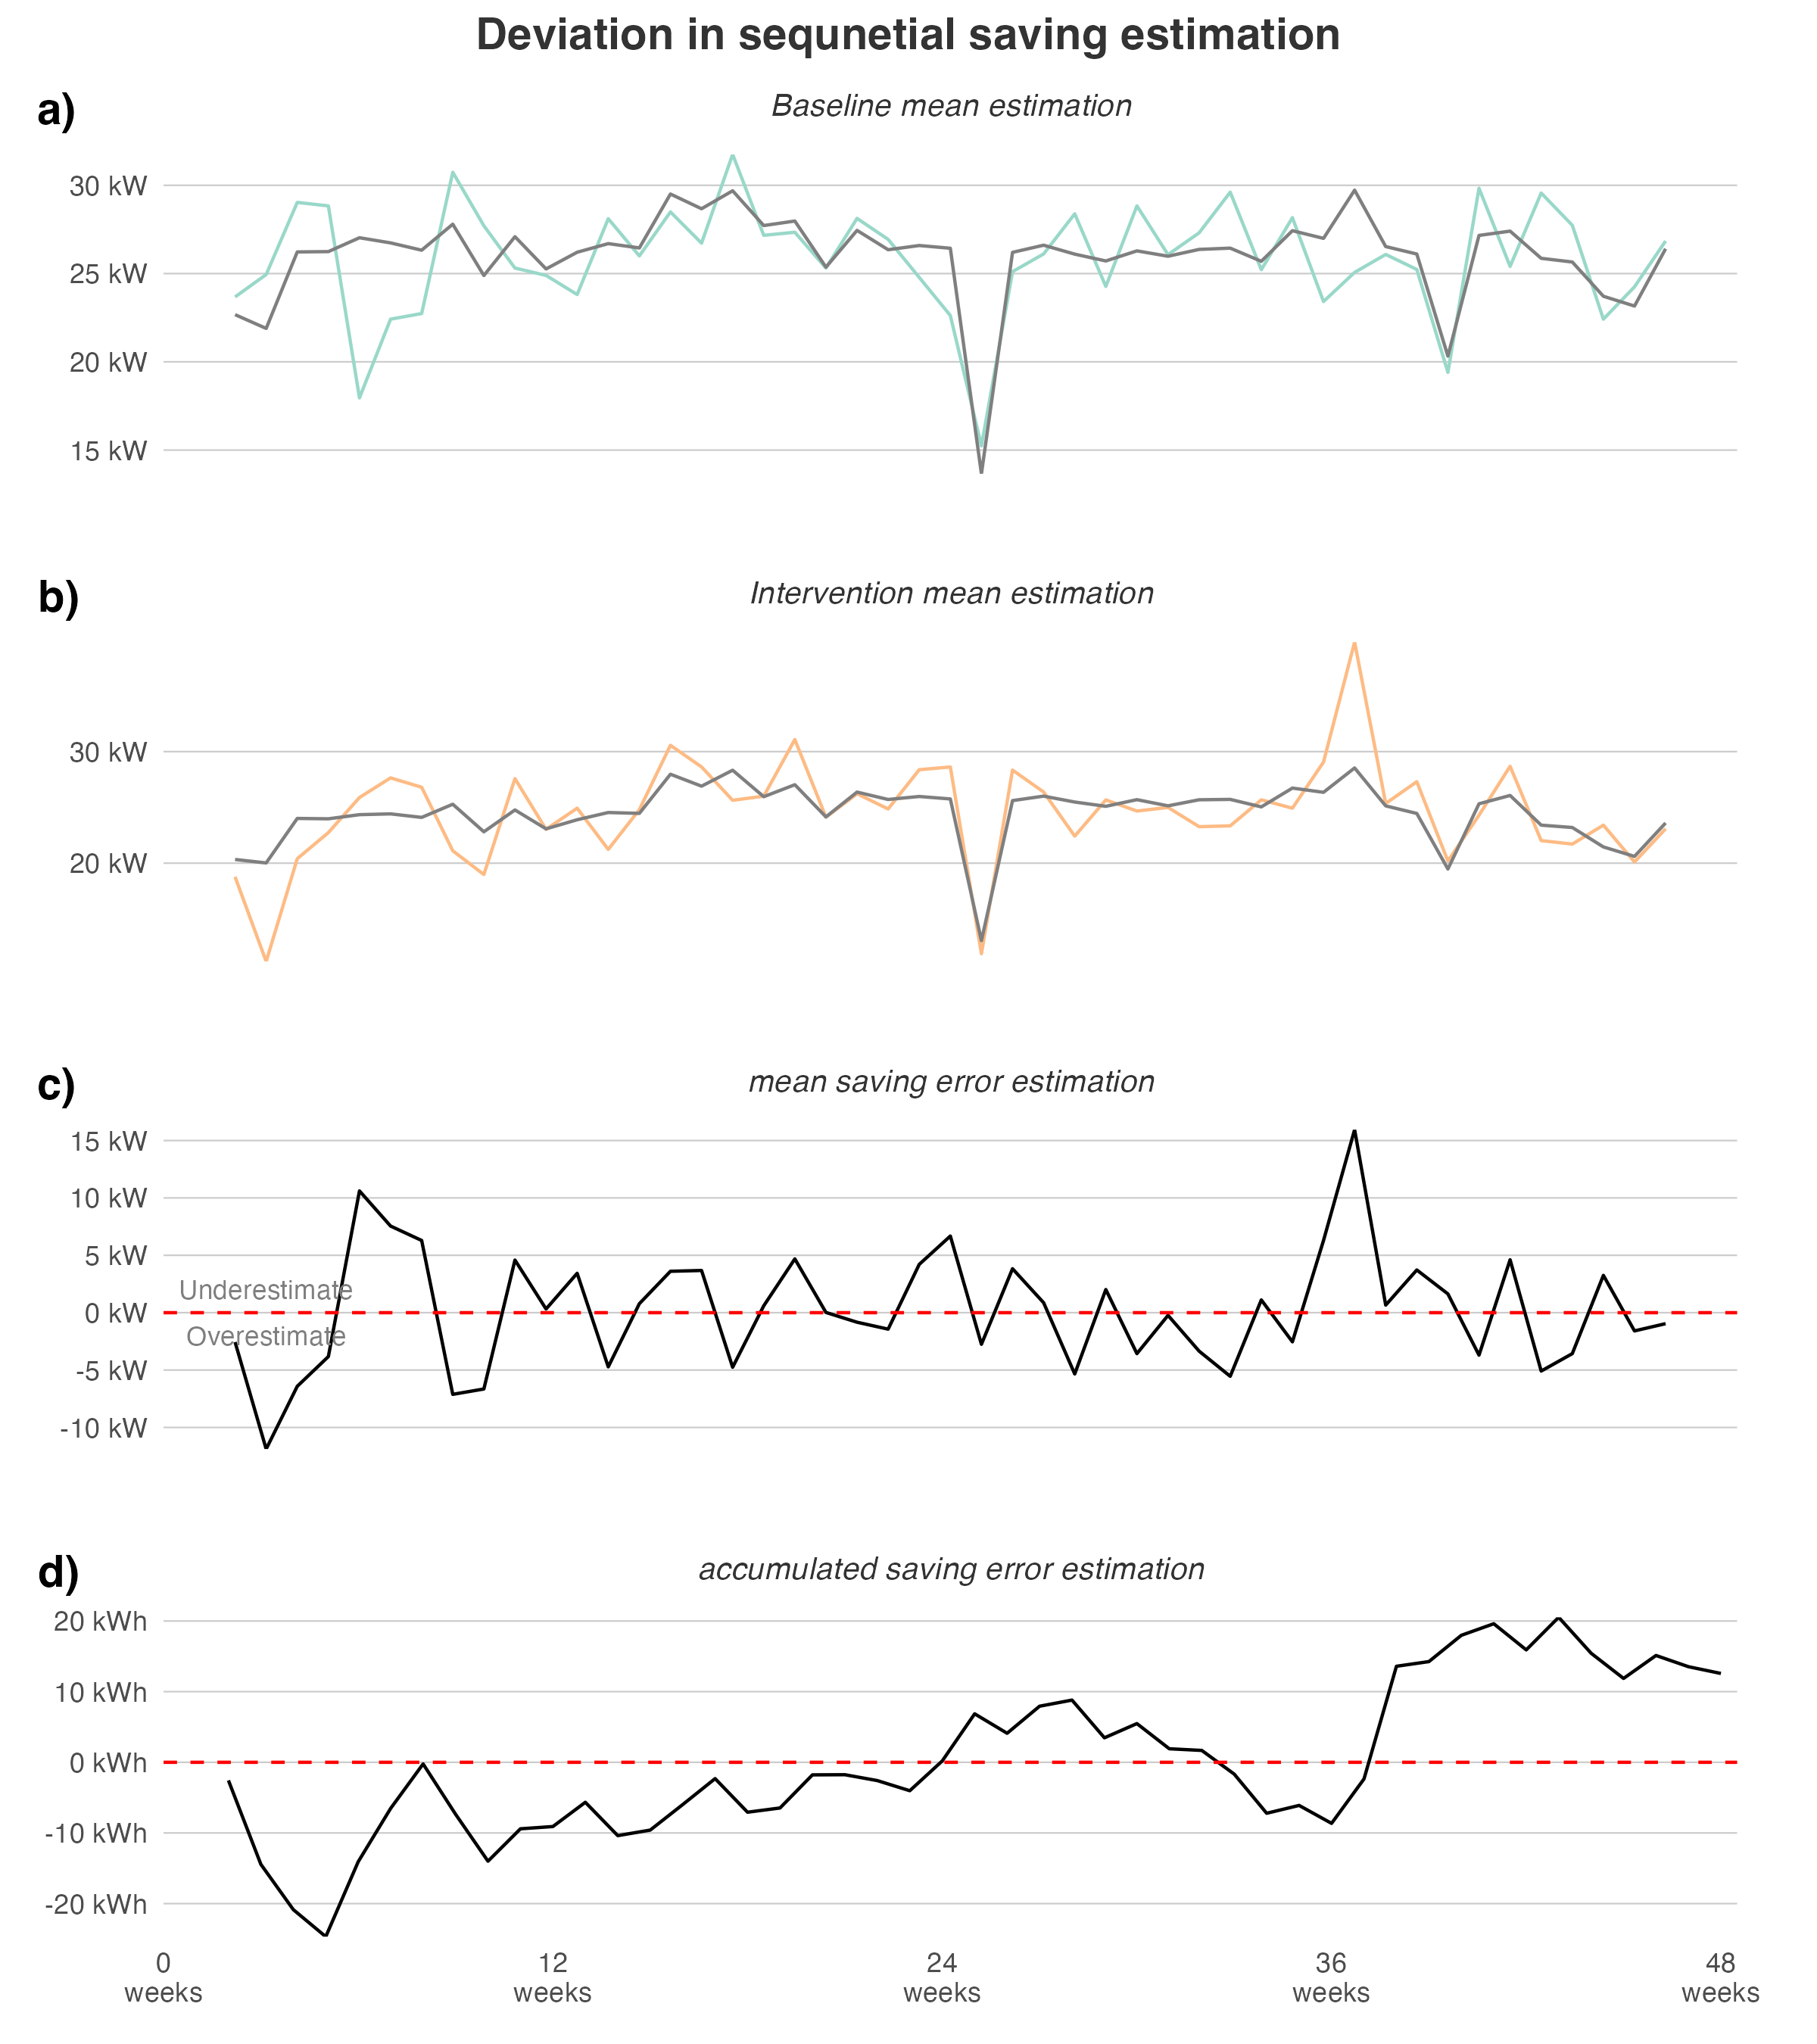 Deviation in sequnetial saving estimation
a)
Baseline mean estimation
30 kW
25 kW
20 kW
15 kW
b)
Intervention mean estimation
30 kW
20 kW
c)
mean saving error estimation
15 kW
10 kW
5 kW
Underestimate
0 kW
Overestimate
-5 kW
-10 kW
d)
accumulated saving error estimation
20 kWh
10 kWh
0 kWh
-10 kWh
-20 kWh
0 12 24 36 48
weeks weeks weeks weeks weeks